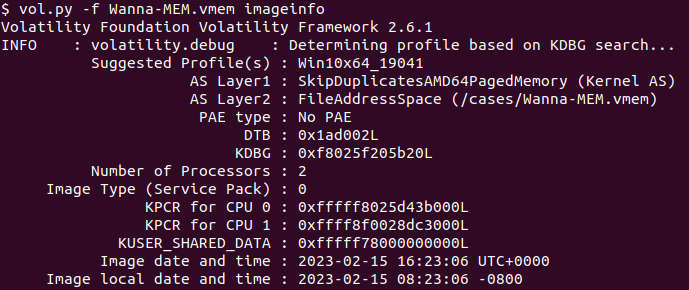 $ vol.py -f Wanna-MEM.vmem imageinfo
Volatility Foundation Volatility Framework 2.6.1
INFO    : volatility.debug    : Determining profile based on KDBG search...
Suggested Profile(s) : Win10x64_19041
AS Layer1 : SkipDuplicatesAMD64PagedMemory (Kernel AS)
AS Layer2 : FileAddressSpace (/cases/Wanna-MEM.vmem)
PAE type : No PAE
DTB : 0x1ad002L
KDBG : 0xf8025f205b20L
Number of Processors : 2
Image Type (Service Pack) : 0
KPCR for CPU 0 : 0xfffff8025d43b000L
KPCR for CPU 1 : 0xffff8f0028dc3000L
KUSER_SHARED_DATA : 0xfffff78000000000L
Image date and time : 2023-02-15 16:23:06 UTC+0000
Image local date and time : 2023-02-15 08:23:06 -0800